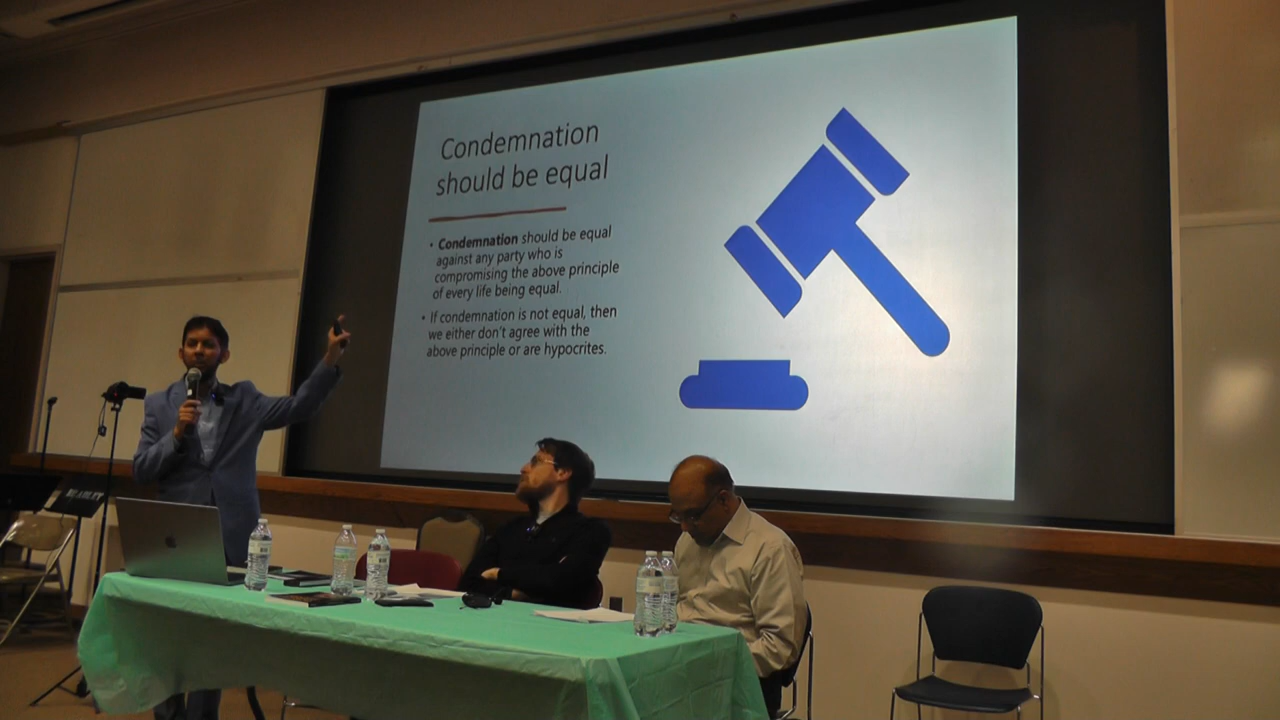 Condemnation
should be equal
• Condemnation should be equal
against any party who is
compromising the above principle
of every life being equal.
• If condemnation is not equal, then
we either don't agree with the
above principle or are hypocrites.